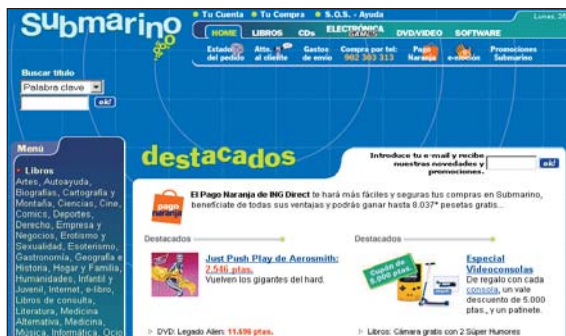 Submarino
Tu Cuenta Tu Compra S.O.S. - Ayuda
Lunes, 26
HOME LIBROS CDs ELECTRÓNICA DVD/VIDEO SOFTWARE
Estado del pedido
Attn. al cliente
Gastos de envío
Compra por tel: 902 303 313
Pago Naranja
e-moción
Promociones Submarino
Buscar título
Palabra clave
ok!
Menú
Libros
Artes, Autoayuda,
Biografías, Cartografía y
Montaña, Ciencias, Cine,
Comics, Deportes,
Derecho, Empresa y
Negocios, Erotismo y
Sexualidad, Esoterismo,
Gastronomía, Geografía e
Historia, Hogar y Familia,
Humanidades, Infantil y
Juvenil, Internet, e-libro,
Libros de consulta,
Literatura, Medicina
Alternativa, Medicina,
Música, Informática, Ocio
destacados
Introduce tu e-mail y recibe
nuestras novedades y
promociones.
ok!
pago
naranja
El Pago Naranja de ING Direct te hará más fáciles y seguras tus compras en Submarino,
benefíciate de todas sus ventajas y podrás ganar hasta 8.037* pesetas gratis...
Destacados
Just Push Play de Aerosmith:
2.546 ptas.
Vuelven los gigantes del hard.
DVD: Legado Alien: 11.696 ptas.
Destacados
Cupón de
5.000 ptas.
Especial
Videoconsolas
De regalo con cada
consola, un vale
descuento de 5.000
ptas., y un patinete.
Libros: Cámara gratis con 2 Súper Humores